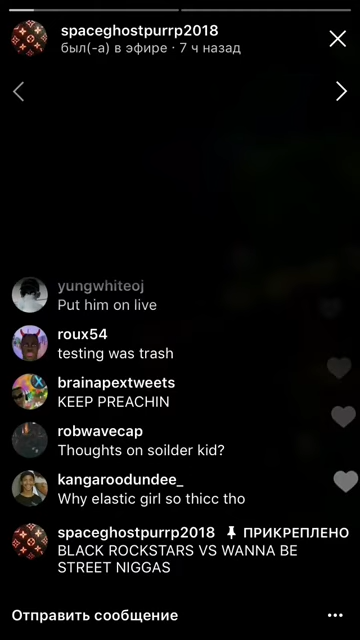 spaceghostpurrp2018
был(-а) в эфире · 7 ч назад
yungwhiteoj
Put him on live
roux54
testing was trash
brainapextweets
KEEP PREACHIN
robwavecap
Thoughts on soilder kid?
kangaroodundee_
Why elastic girl so thicc tho
spaceghostpurrp2018 ПРИКРЕПЛЕНО
BLACK ROCKSTARS VS WANNA BE
STREET NIGGAS
Отправить сообщение